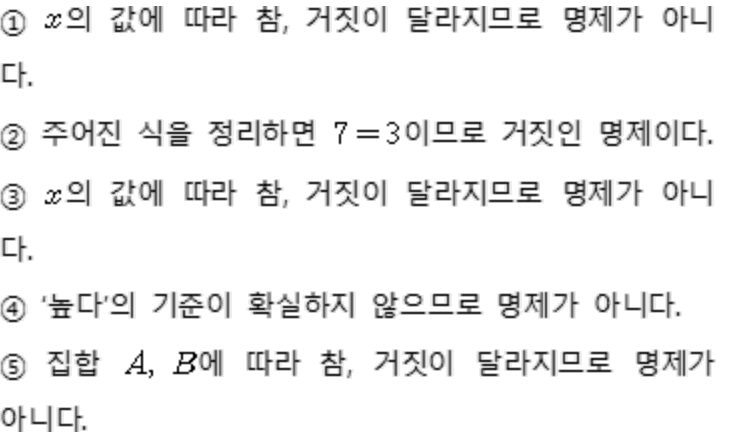 ① x의 값에 따라 참, 거짓이 달라지므로 명제가 아니
다.
② 주어진 식을 정리하면 7=3이므로 거짓인 명제이다.
③ x의 값에 따라 참, 거짓이 달라지므로 명제가 아니
다.
④ '높다'의 기준이 확실하지 않으므로 명제가 아니다.
⑤ 집합 A, B에 따라 참, 거짓이 달라지므로 명제가
아니다.